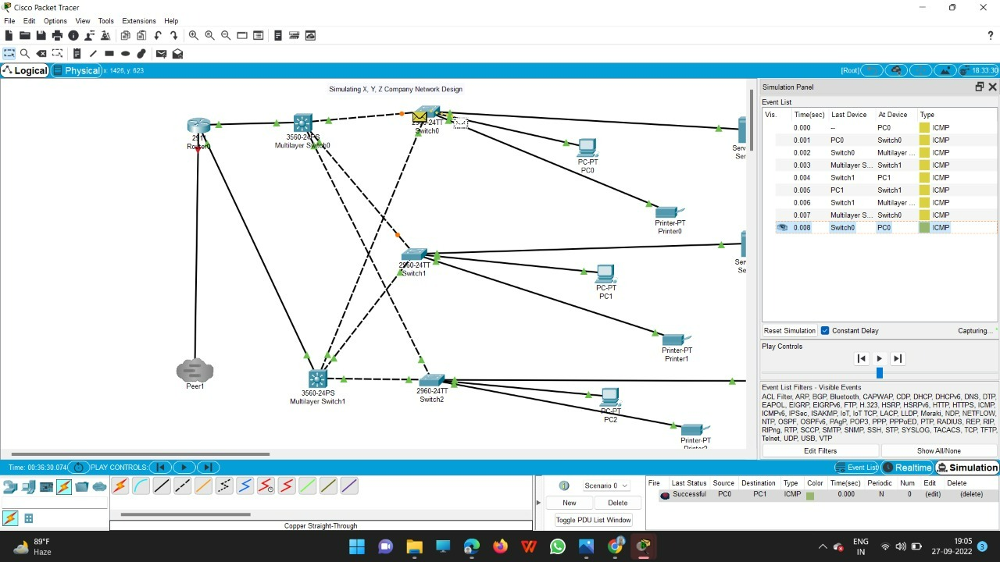 Cisco Packet Tracer
File Edit Options View Tools Extensions Help
?
Logical Physical x: 1426, y: 623 [Root] 18:33:30
Simulating X, Y, Z Company Network Design
Router0
3560-24PS
Multilayer Switch0
Switch0
PC-PT
PC0
Printer-PT
Printer0
2960-24TT
Switch1
PC-PT
PC1
Printer-PT
Printer1
Peer1
3560-24PS
Multilayer Switch1
2960-24TT
Switch2
PC-PT
PC2
Printer-PT
Simulation Panel
Event List
Vis. Time(sec) Last Device At Device Type
0.000 -- PC0 ICMP
0.001 PC0 Switch0 ICMP
0.002 Switch0 Multilayer ... ICMP
0.003 Multilayer S... Switch1 ICMP
0.004 Switch1 PC1 ICMP
0.005 PC1 Switch1 ICMP
0.006 Switch1 Multilayer ... ICMP
0.007 Multilayer S... Switch0 ICMP
0.008 Switch0 PC0 ICMP
Reset Simulation Constant Delay Capturing...
Play Controls
Event List Filters - Visible Events
ACL Filter, ARP, BGP, Bluetooth, CAPWAP, CDP, DHCP, DHCPv6, DNS, DTP,
EAPOL, EIGRP, EIGRPv6, FTP, H.323, HSRP, HSRPv6, HTTP, HTTPS, ICMP,
ICMPv6, IPSec, ISAKMP, IoT, IoT TCP, LACP, LLDP, Meraki, NDP, NETFLOW,
NTP, OSPF, OSPFv6, PAgP, POP3, PPP, PPPoED, PTP, RADIUS, REP, RIP,
RIPng, RTP, SCCP, SMTP, SNMP, SSH, STP, SYSLOG, TACACS, TCP, TFTP,
Telnet, UDP, USB, VTP
Edit Filters Show All/None
Time: 00:36:30.074 PLAY CONTROLS: Event List Realtime Simulation
Scenario 0
New Delete
Toggle PDU List Window
Fire Last Status Source Destination Type Color Time(sec) Periodic Num Edit Delete
Successful PC0 PC1 ICMP 0.000 N 0 (edit) (delete)
Copper Straight-Through
89°F
Haze
ENG
IN
19:05
27-09-2022
3